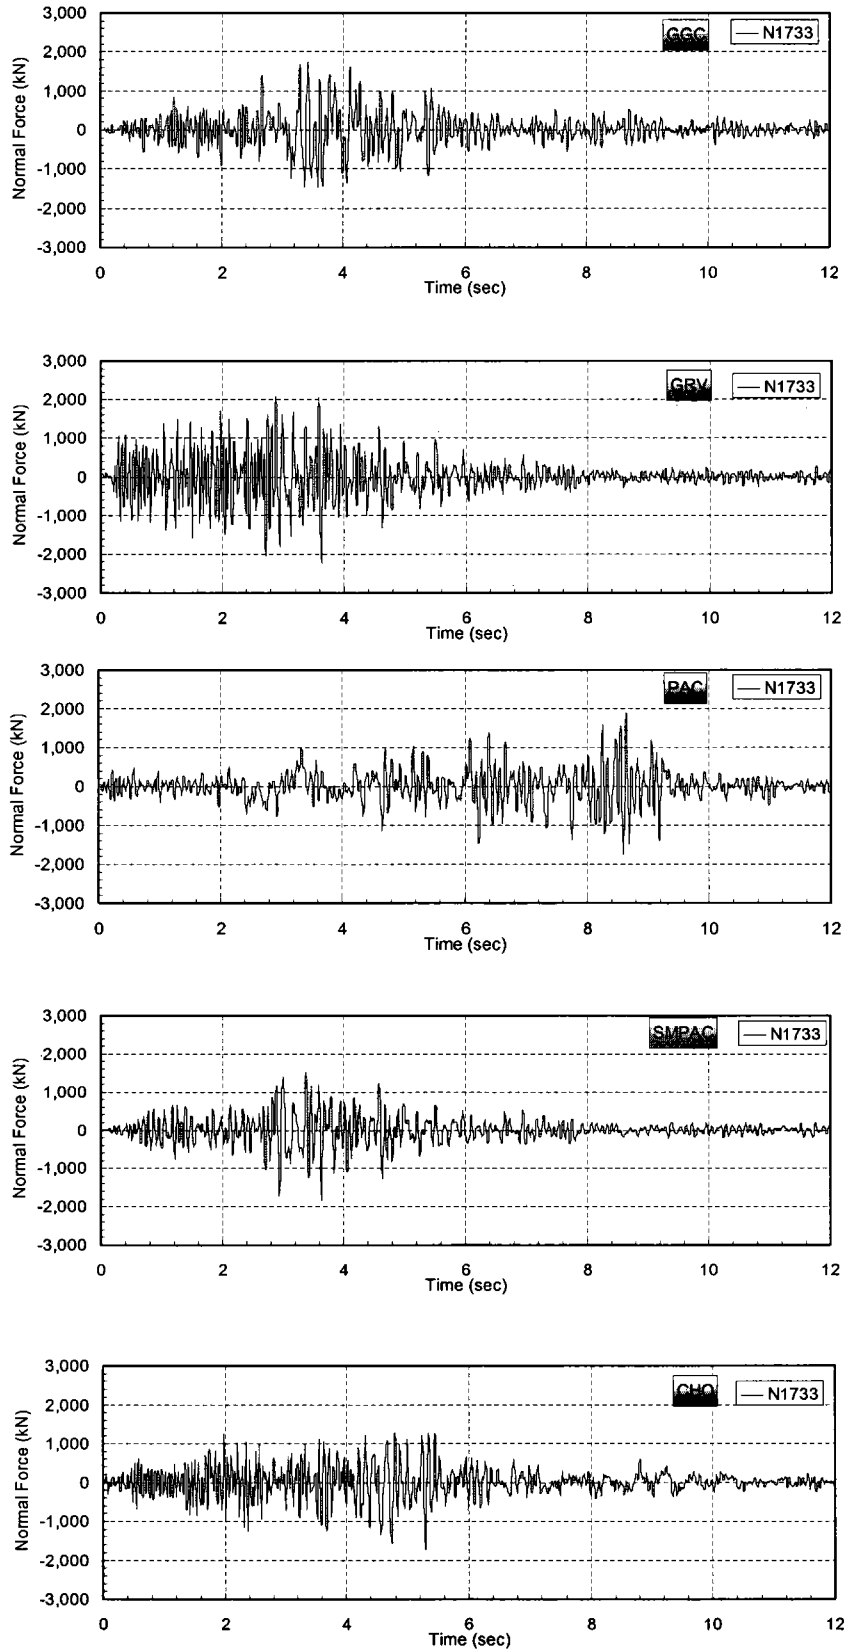 3,000
GGC
N1733
2,000
1,000
0
-1,000
-2,000
-3,000
Normal Force (kN)
0 2 4 6 8 10 12
Time (sec)
3,000
GRV
N1733
2,000
1,000
0
-1,000
-2,000
-3,000
Normal Force (kN)
0 2 4 6 8 10 12
Time (sec)
3,000
PAC
N1733
2,000
1,000
0
-1,000
-2,000
-3,000
Normal Force (kN)
0 2 4 6 8 10 12
Time (sec)
3,000
SMPAC
N1733
2,000
1,000
0
-1,000
-2,000
-3,000
Normal Force (kN)
0 2 4 6 8 10 12
Time (sec)
3,000
N1733
2,000
1,000
0
-1,000
-2,000
-3,000
Normal Force (kN)
0 2 4 6 8 10 12
Time (sec)